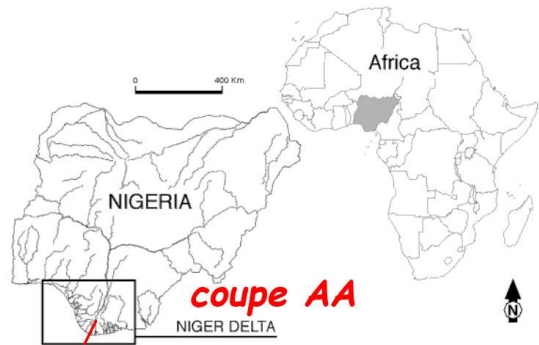 Africa
0 400 Km.
NIGERIA
coupe AA
NIGER DELTA
N